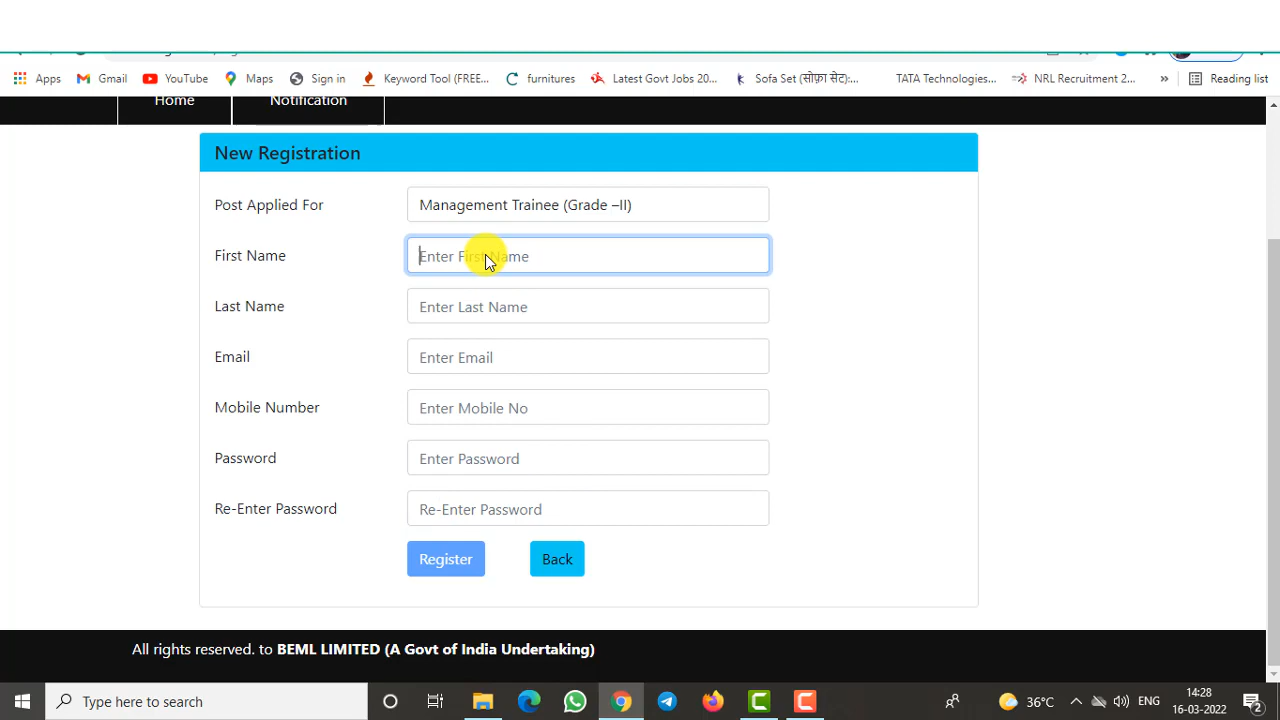 Apps
Gmail
YouTube
Maps
Sign in
Keyword Tool (FREE...
furnitures
Latest Govt Jobs 20...
Sofa Set (सोफ़ा सेट):...
TATA Technologies...
NRL Recruitment 2...
»
Reading list
Home
Notification
New Registration
Post Applied For
Management Trainee (Grade –II)
First Name
Enter First Name
Last Name
Enter Last Name
Email
Enter Email
Mobile Number
Enter Mobile No
Password
Enter Password
Re-Enter Password
Re-Enter Password
Register
Back
All rights reserved. to BEML LIMITED (A Govt of India Undertaking)
Type here to search
36°C
ENG
14:28
16-03-2022
2